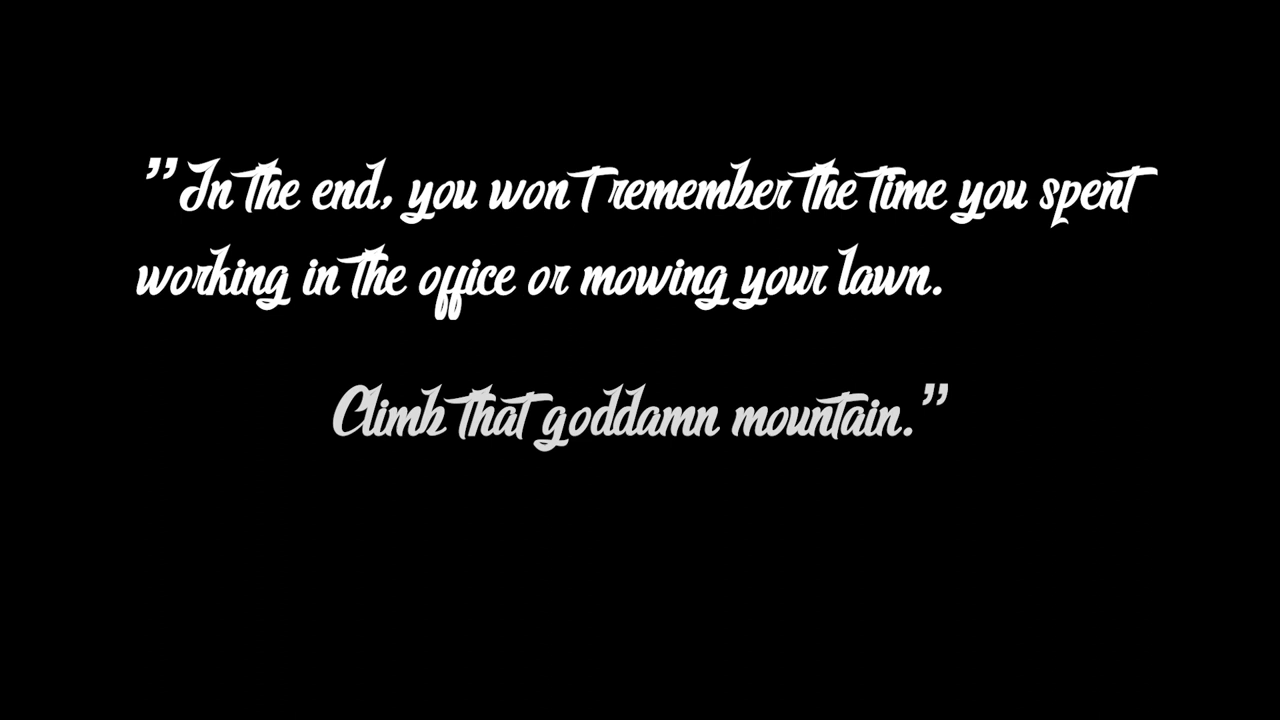 ”In the end, you won't remember the time you spent
working in the office or mowing your lawn.
Climb that goddamn mountain.”